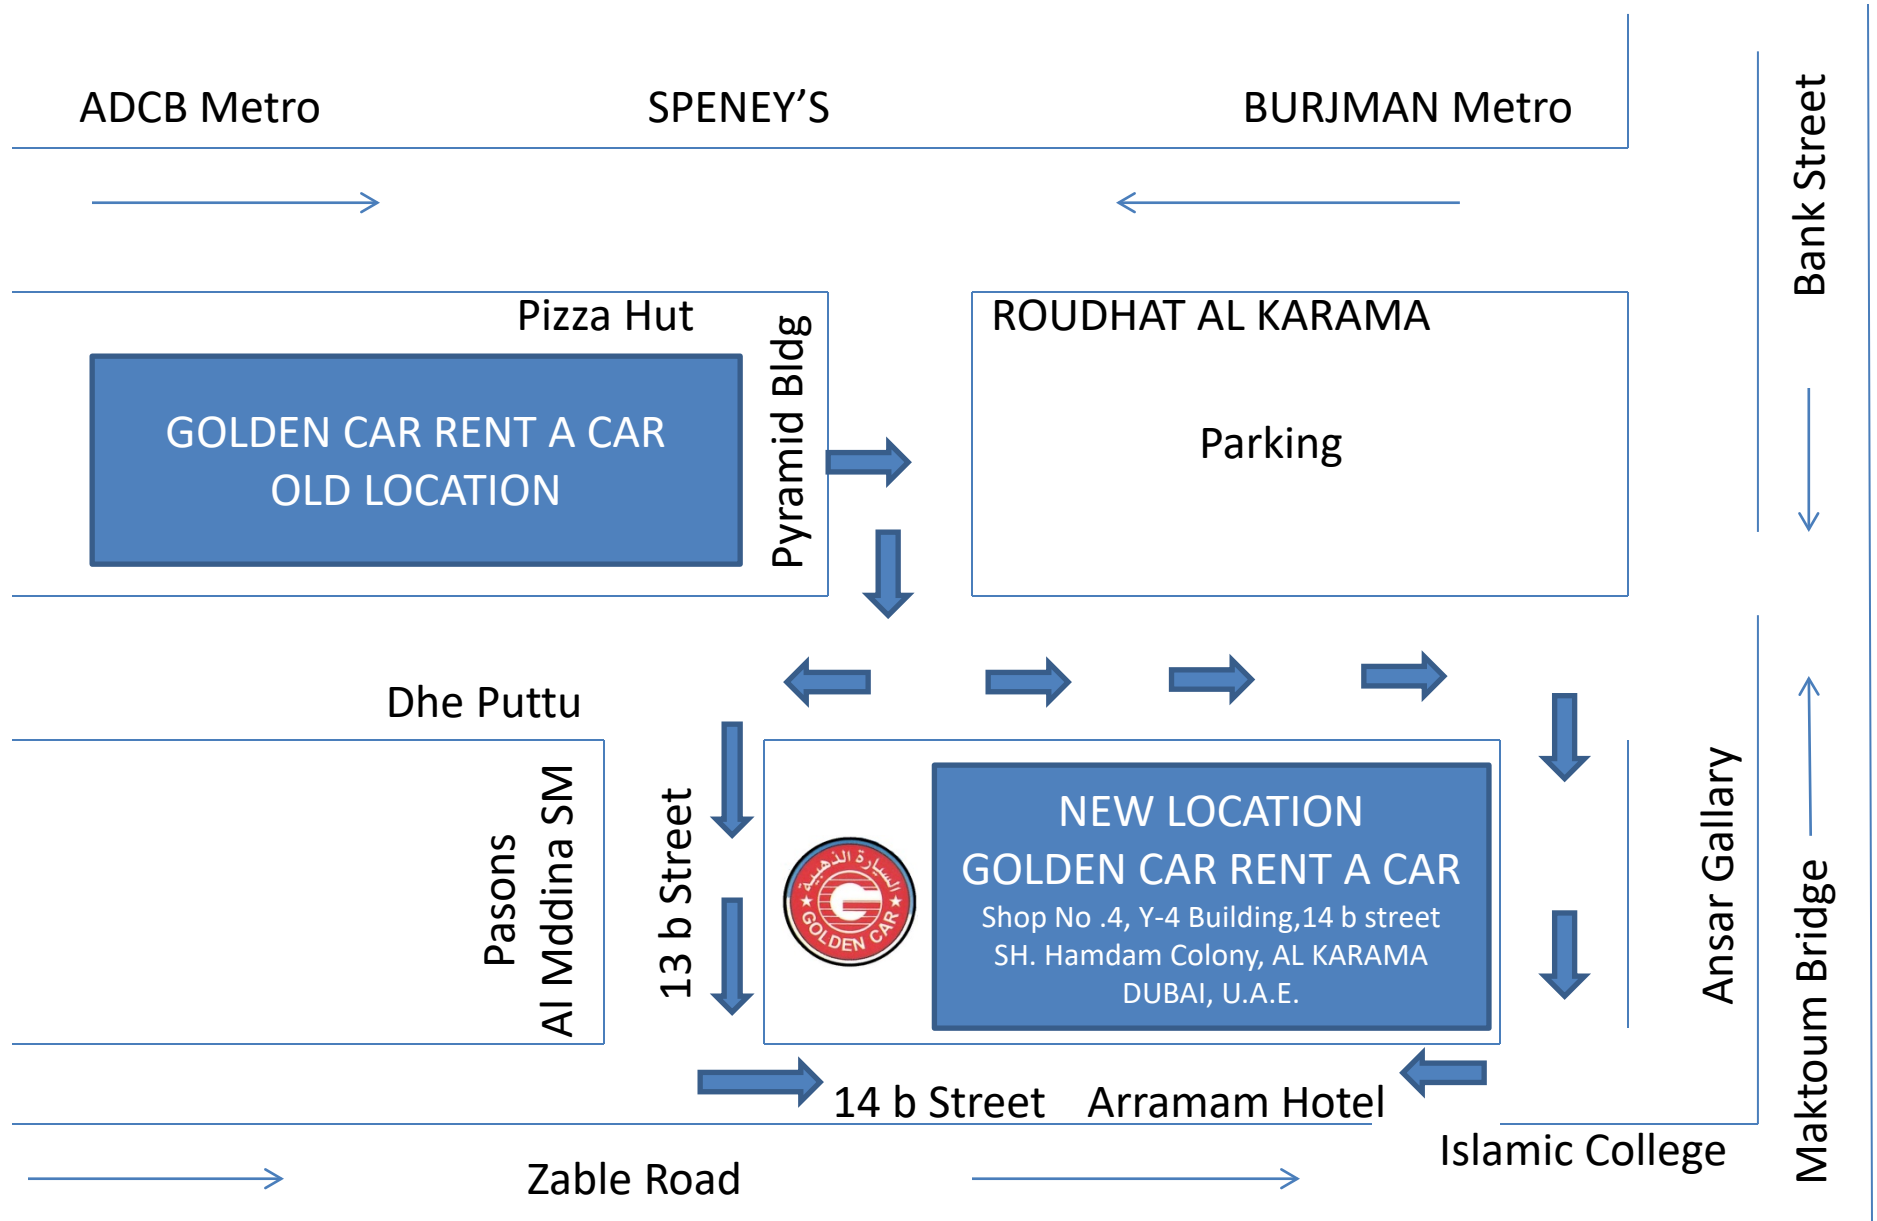 ADCB Metro
SPENEY'S
BURJMAN Metro
Bank Street
Pizza Hut
Pyramid Bldg
ROUDHAT AL KARAMA
GOLDEN CAR RENT A CAR
OLD LOCATION
Parking
Dhe Puttu
Pasons
Al Mddina SM
13 b Street
السيارة الذهبية
GOLDEN CAR
NEW LOCATION
GOLDEN CAR RENT A CAR
Shop No .4, Y-4 Building,14 b street
SH. Hamdam Colony, AL KARAMA
DUBAI, U.A.E.
Ansar Gallary
Maktoum Bridge
14 b Street
Arramam Hotel
Islamic College
Zable Road